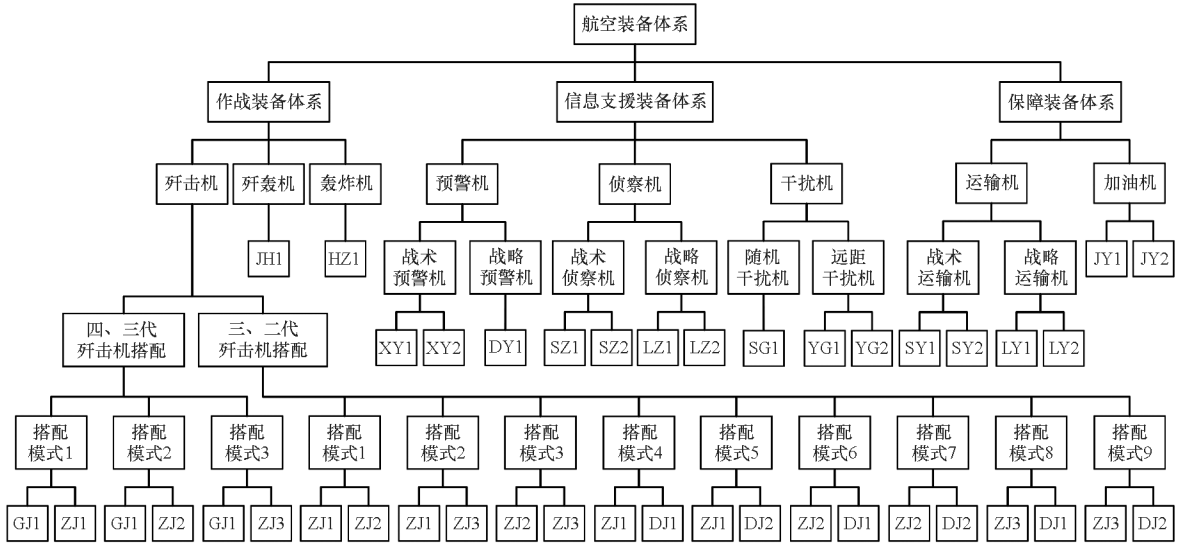 航空装备体系
作战装备体系
信息支援装备体系
保障装备体系
歼击机
歼轰机
轰炸机
预警机
侦察机
干扰机
运输机
加油机
JH1
HZ1
战术
预警机
战略
预警机
战术
侦察机
战略
侦察机
随机
干扰机
远距
干扰机
战术
运输机
战略
运输机
JY1
JY2
四、三代
歼击机搭配
三、二代
歼击机搭配
XY1
XY2
DY1
SZ1
SZ2
LZ1
LZ2
SG1
YG1
YG2
SY1
SY2
LY1
LY2
搭配
模式1
搭配
模式2
搭配
模式3
搭配
模式1
搭配
模式2
搭配
模式3
搭配
模式4
搭配
模式5
搭配
模式6
搭配
模式7
搭配
模式8
搭配
模式9
GJ1
ZJ1
GJ1
ZJ2
GJ1
ZJ3
ZJ1
ZJ2
ZJ1
ZJ3
ZJ2
ZJ3
ZJ1
DJ1
ZJ1
DJ2
ZJ2
DJ1
ZJ2
DJ2
ZJ3
DJ1
ZJ3
DJ2